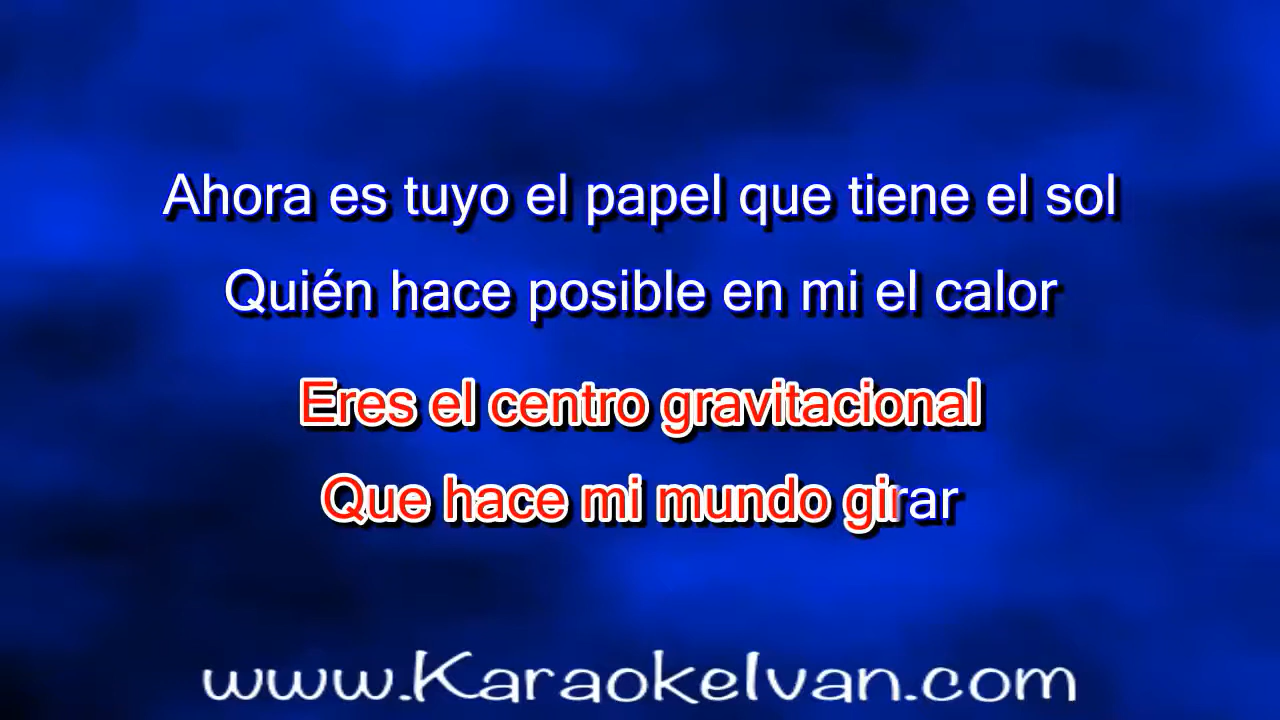 Ahora es tuyo el papel que tiene el sol
Quién hace posible en mi el calor
Eres el centro gravitacional
Que hace mi mundo girar
www.KaraokeIvan.com